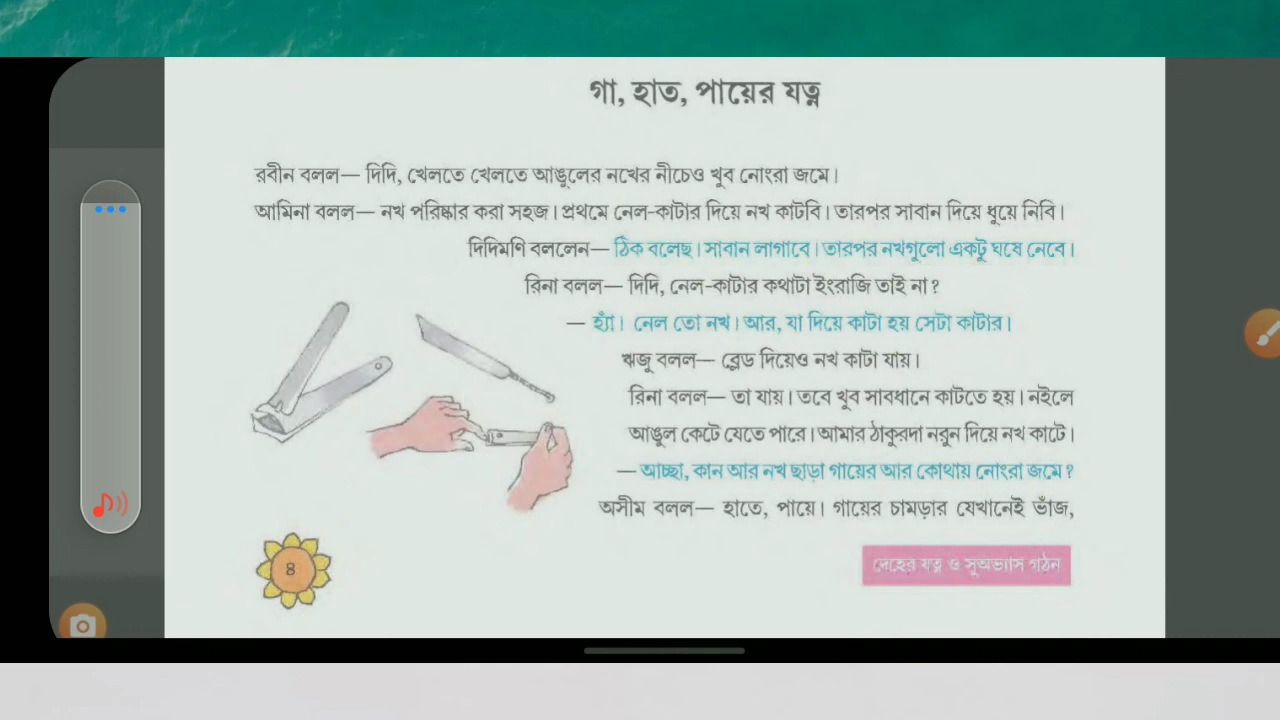 গা, হাত, পায়ের যত্ন
রবীন বলল— দিদি, খেলতে খেলতে আঙুলের নখের নীচেও খুব নোংরা জমে।
আমিনা বলল— নখ পরিষ্কার করা সহজ। প্রথমে নেল-কাটার দিয়ে নখ কাটবি। তারপর সাবান দিয়ে ধুয়ে নিবি।
দিদিমণি বললেন— ঠিক বলেছ। সাবান লাগাবে। তারপর নখগুলো একটু ঘষে নেবে।
রিনা বলল— দিদি, নেল-কাটার কথাটা ইংরাজি তাই না?
— হ্যাঁ। নেল তো নখ। আর, যা দিয়ে কাটা হয় সেটা কাটার।
ঋজু বলল— ব্লেড দিয়েও নখ কাটা যায়।
রিনা বলল— তা যায়। তবে খুব সাবধানে কাটতে হয়। নইলে
আঙুল কেটে যেতে পারে। আমার ঠাকুরদা নরুন দিয়ে নখ কাটে।
— আচ্ছা, কান আর নখ ছাড়া গায়ের আর কোথায় নোংরা জমে?
অসীম বলল— হাতে, পায়ে। গায়ের চামড়ার যেখানেই ভাঁজ,
৪
দেহের যত্ন ও সুঅভ্যাস গঠন